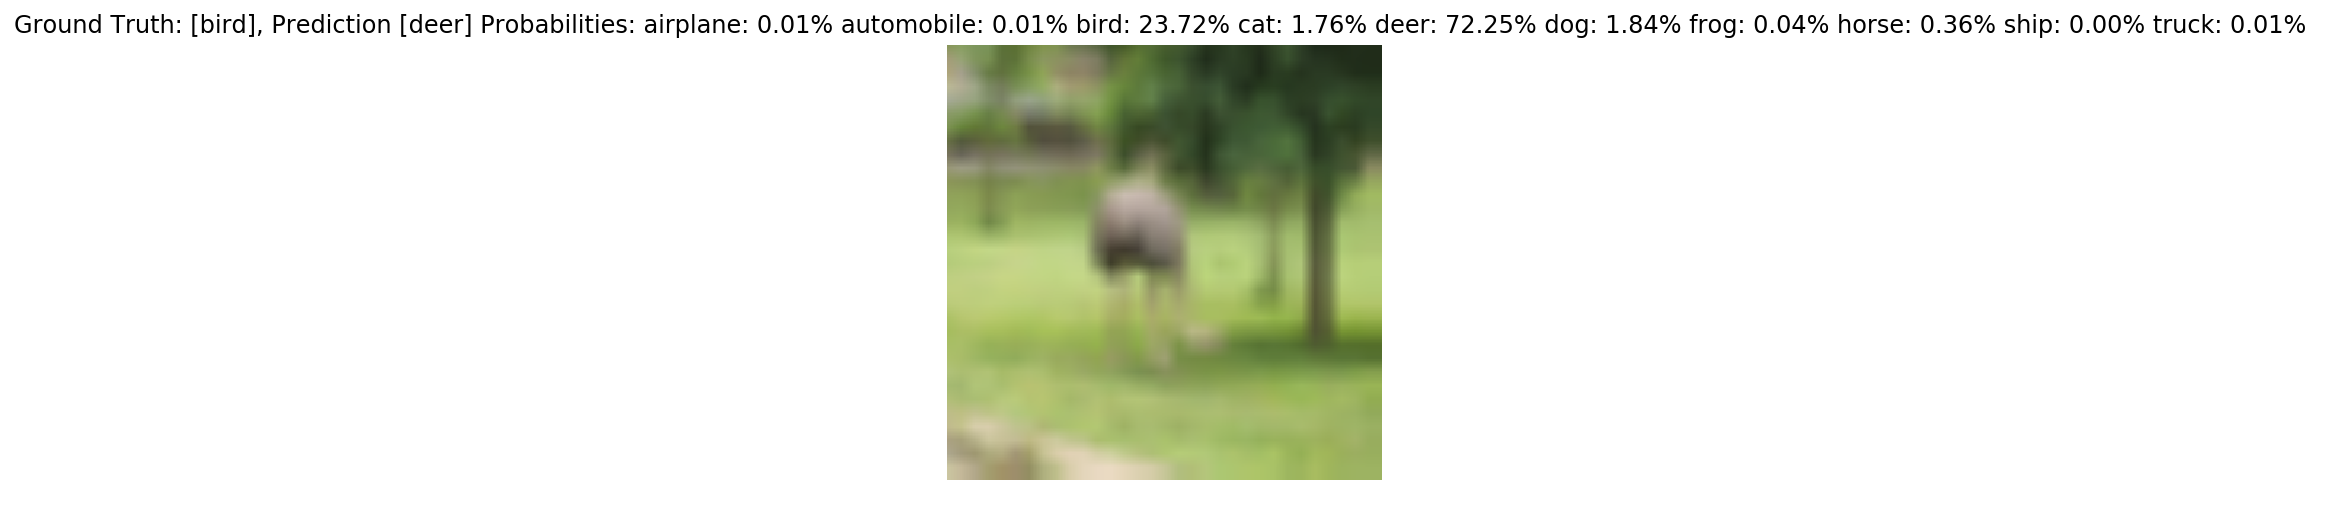 Ground Truth: [bird], Prediction [deer] Probabilities: airplane: 0.01% automobile: 0.01% bird: 23.72% cat: 1.76% deer: 72.25% dog: 1.84% frog: 0.04% horse: 0.36% ship: 0.00% truck: 0.01%